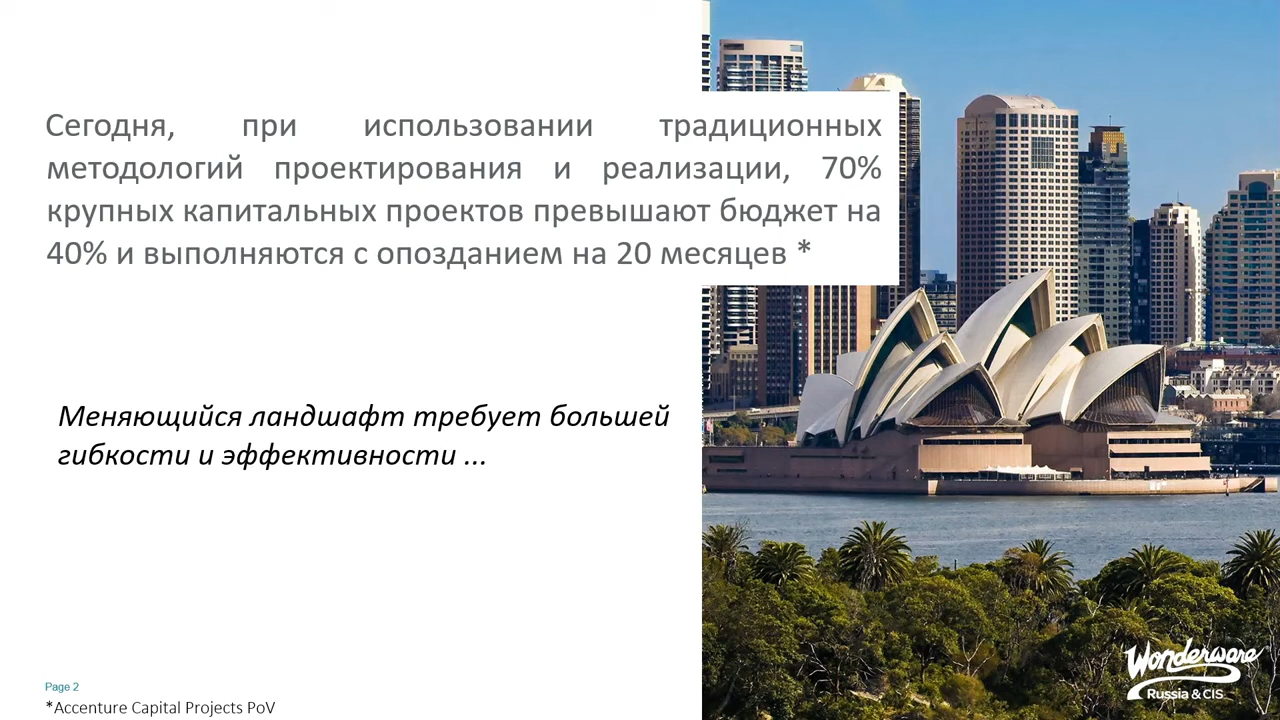 Сегодня, при использовании традиционных
методологий проектирования и реализации, 70%
крупных капитальных проектов превышают бюджет на
40% и выполняются с опозданием на 20 месяцев *
Меняющийся ландшафт требует большей
гибкости и эффективности ...
Page 2
*Accenture Capital Projects PoV
Wonderware
Russia & CIS